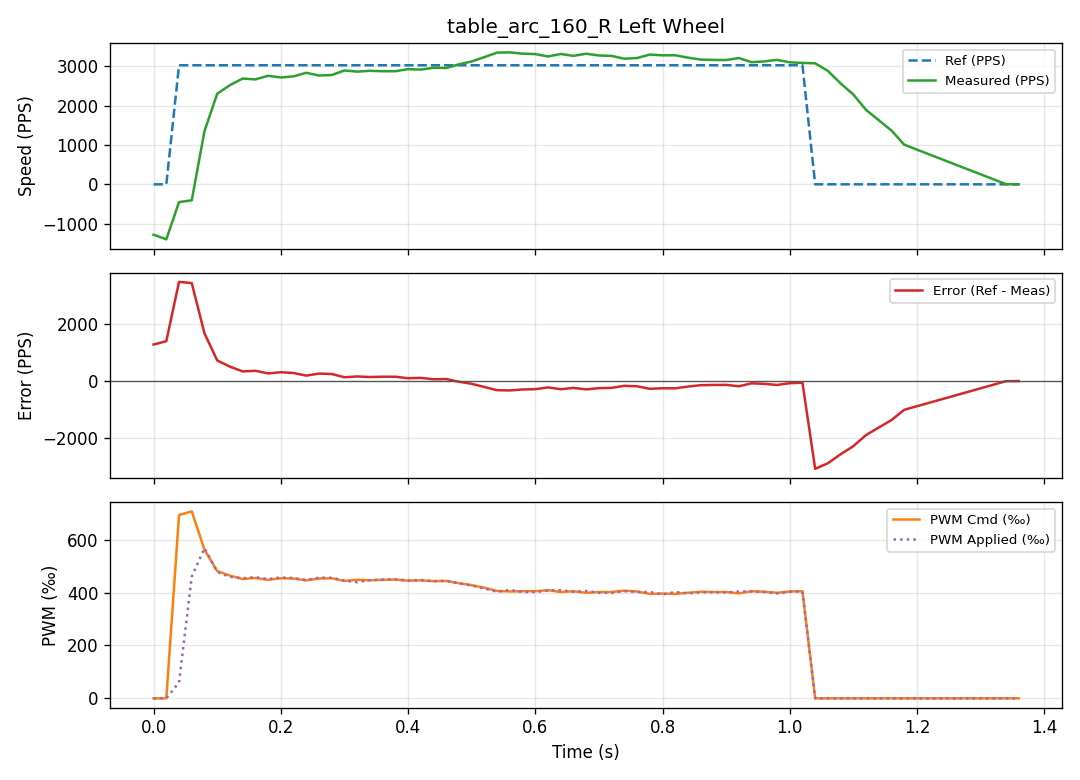 table_arc_160_R Left Wheel
Speed (PPS)
3000
2000
1000
0
−1000
Ref (PPS)
Measured (PPS)
Error (PPS)
2000
0
−2000
Error (Ref - Meas)
PWM (‰)
600
400
200
0
PWM Cmd (‰)
PWM Applied (‰)
0.0 0.2 0.4 0.6 0.8 1.0 1.2 1.4
Time (s)